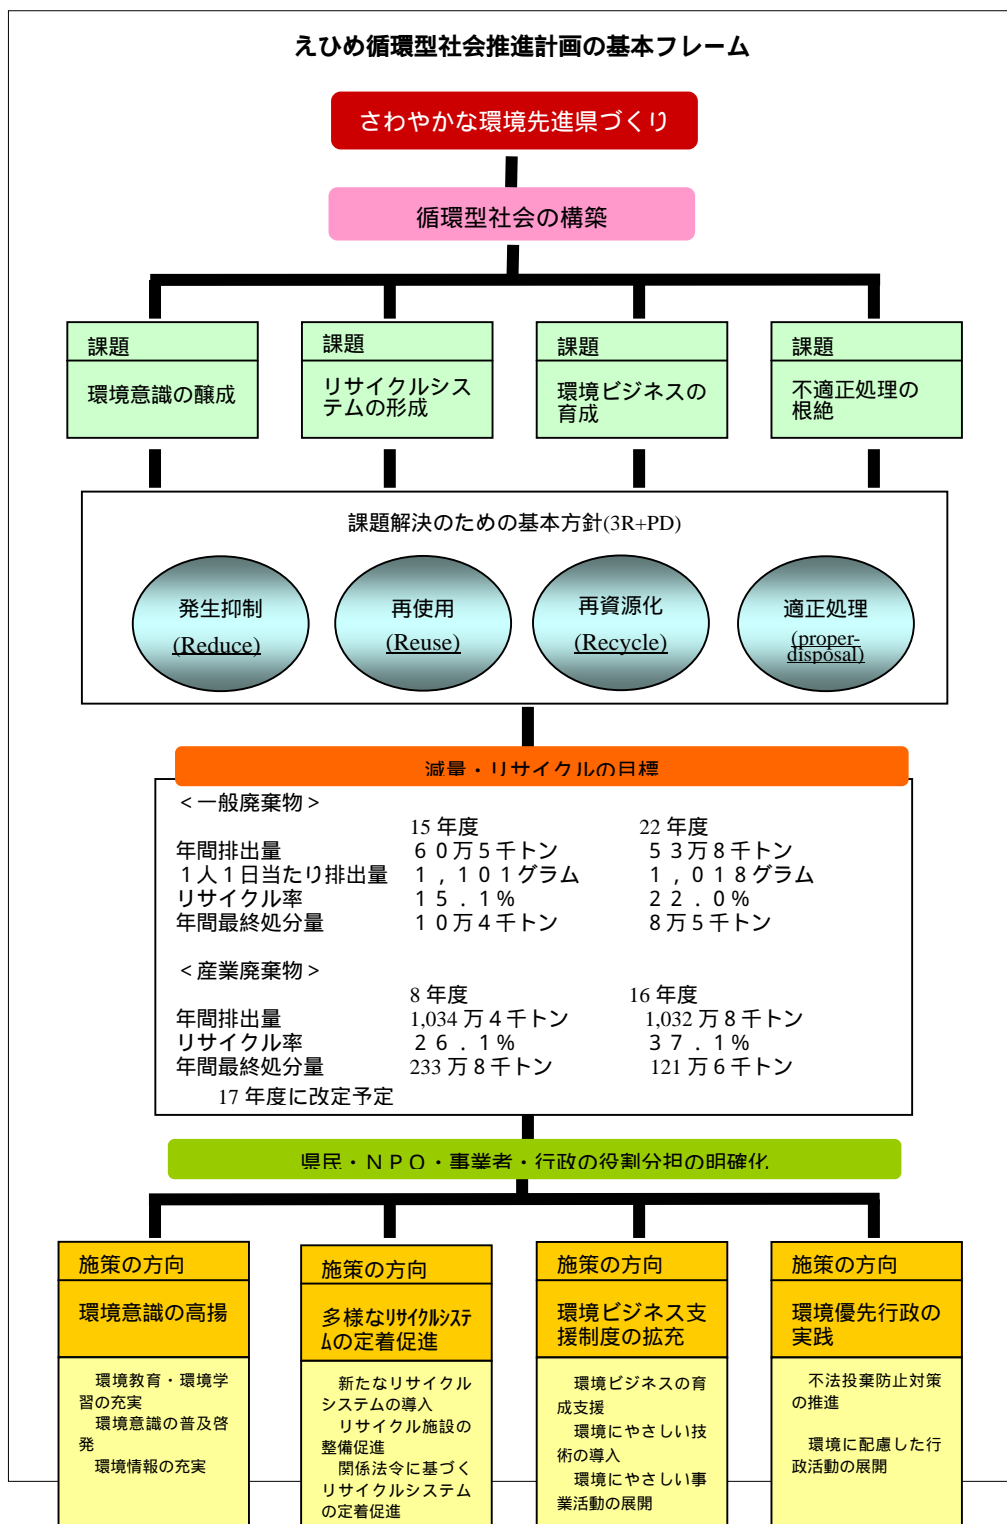 えひめ循環型社会推進計画の基本フレーム
さわやかな環境先進県づくり
循環型社会の構築
課題
環境意識の醸成
課題
リサイクルシス
テムの形成
課題
環境ビジネスの
育成
課題
不適正処理の
根絶
課題解決のための基本方針(3R+PD)
発生抑制
(Reduce)
再使用
(Reuse)
再資源化
(Recycle)
適正処理
(proper-
disposal)
減量・リサイクルの目標
＜一般廃棄物＞
15 年度 22 年度
年間排出量 ６０万５千トン ５３万８千トン
１人１日当たり排出量 １，１０１グラム １，０１８グラム
リサイクル率 １５．１% ２２．０%
年間最終処分量 １０万４千トン ８万５千トン
＜産業廃棄物＞
8 年度 16 年度
年間排出量 1,034 万４千トン 1,032 万８千トン
リサイクル率 ２６．１% ３７．１%
年間最終処分量 233 万８千トン 121 万６千トン
17 年度に改定予定
県民・ＮＰＯ・事業者・行政の役割分担の明確化
施策の方向
環境意識の高揚
環境教育・環境学
習の充実
環境意識の普及啓
発
環境情報の充実
施策の方向
多様なﾘｻｲｸﾙｼｽﾃ
ﾑの定着促進
新たなリサイクル
システムの導入
リサイクル施設の
整備促進
関係法令に基づく
リサイクルシステム
の定着促進
施策の方向
環境ビジネス支
援制度の拡充
環境ビジネスの育
成支援
環境にやさしい技
術の導入
環境にやさしい事
業活動の展開
施策の方向
環境優先行政の
実践
不法投棄防止対策
の推進
環境に配慮した行
政活動の展開